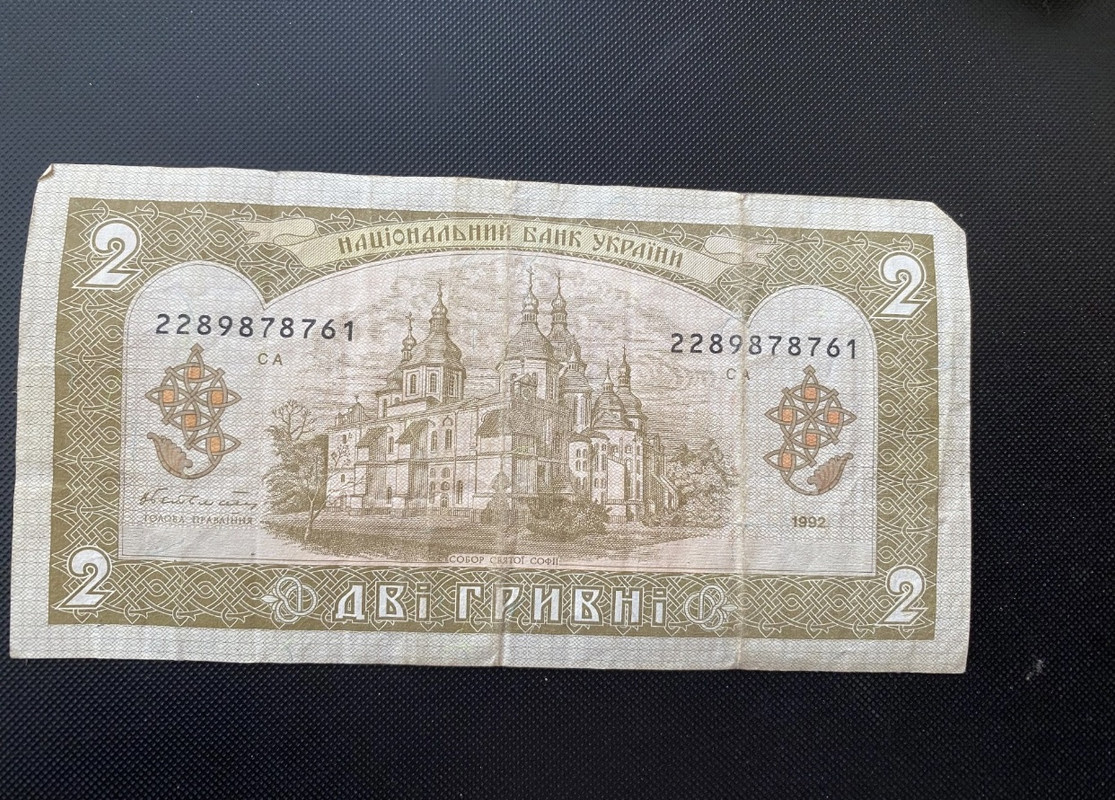 2
НАЦІОНАЛЬНИЙ БАНК УКРАЇНИ
2
2289878761
2289878761
СА
СА
ГОЛОВА ПРАВЛІННЯ
1992
СОБОР СВЯТОЇ СОФІЇ
2
ДВІ ГРИВНІ
2